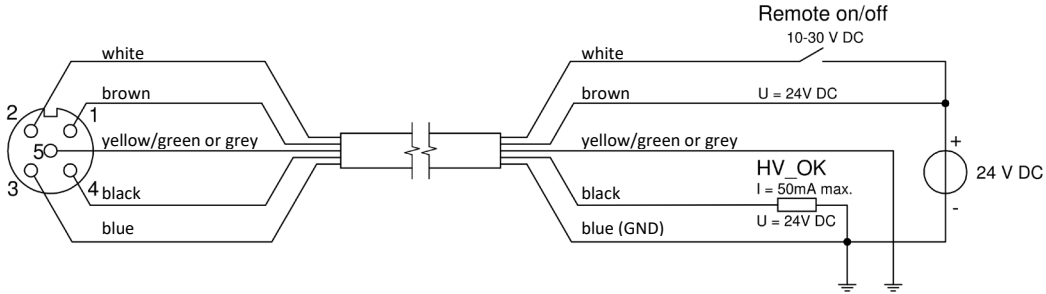 Remote on/off
10-30 V DC
white
white
2
1
brown
brown
U = 24V DC
5
yellow/green or grey
yellow/green or grey
+
24 V DC
-
HV_OK
I = 50mA max.
3
4
black
black
U = 24V DC
blue
blue (GND)